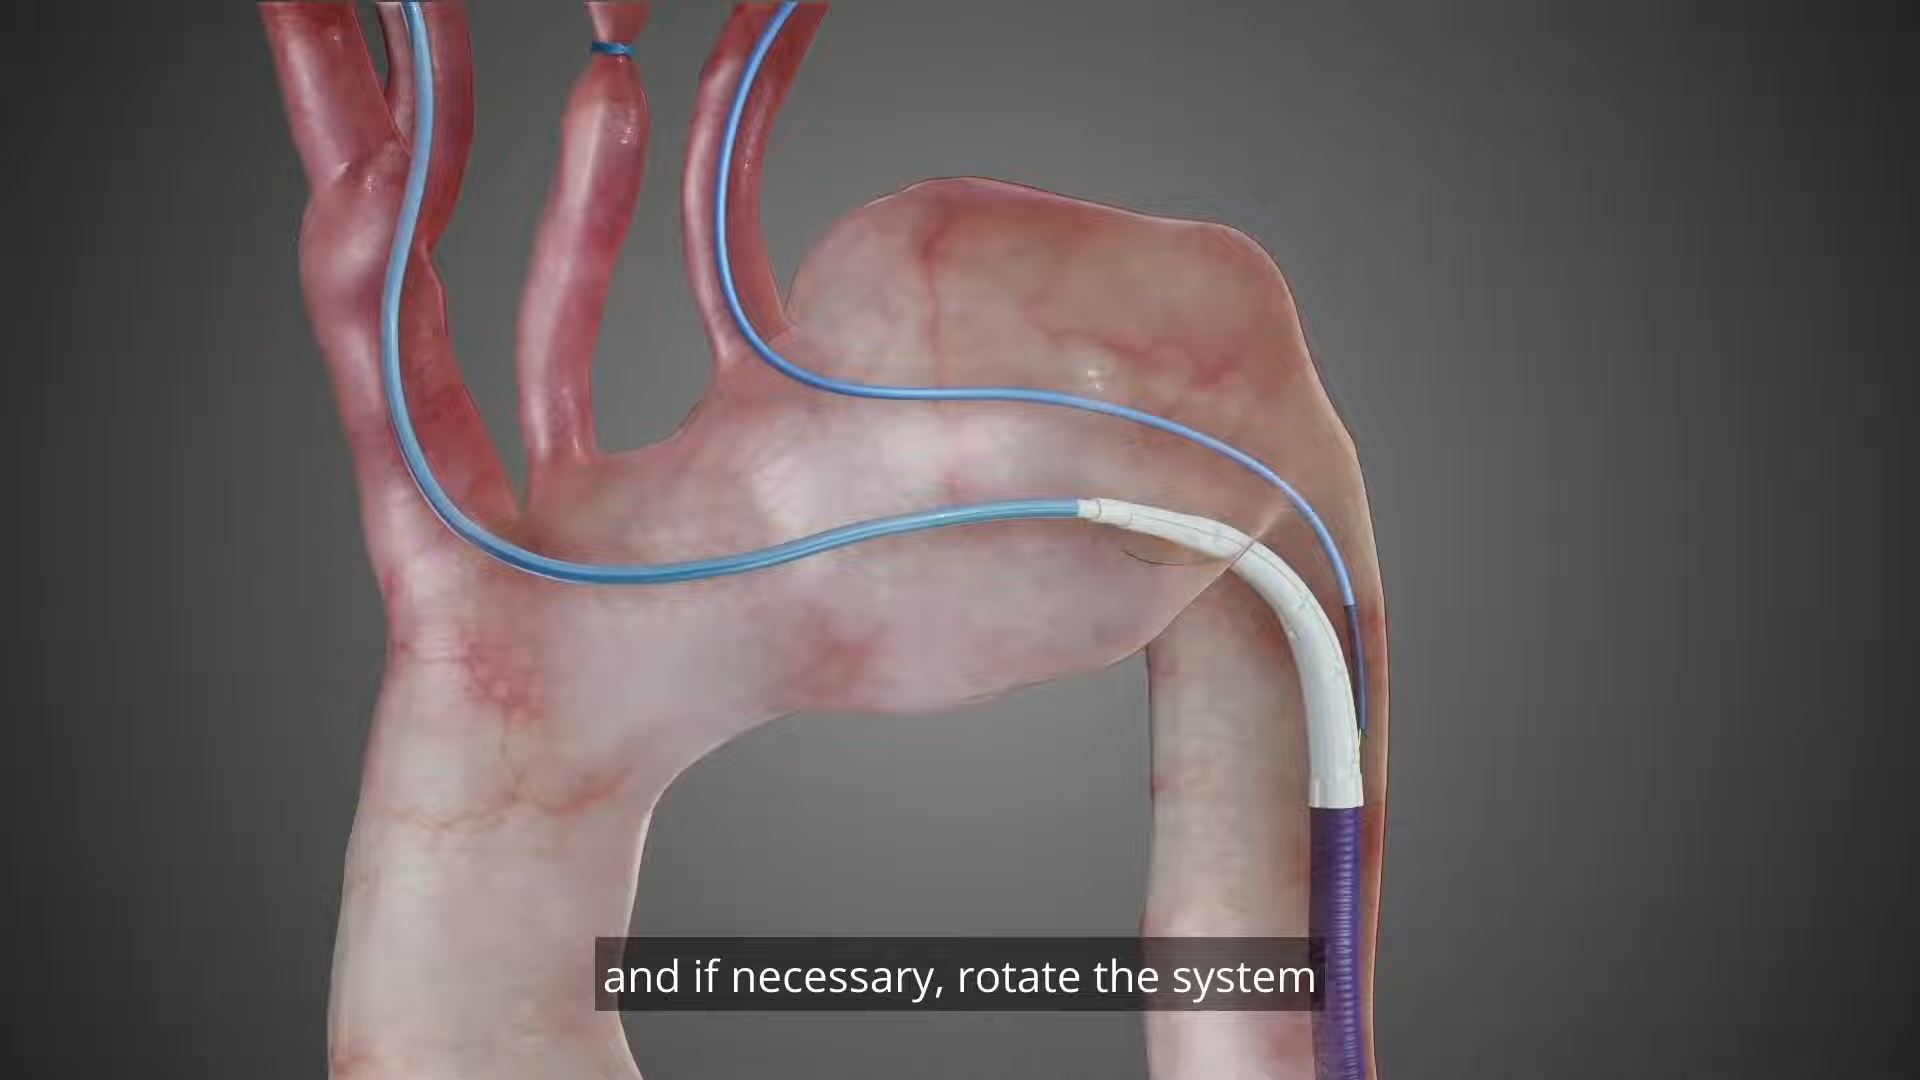 and if necessary, rotate the system